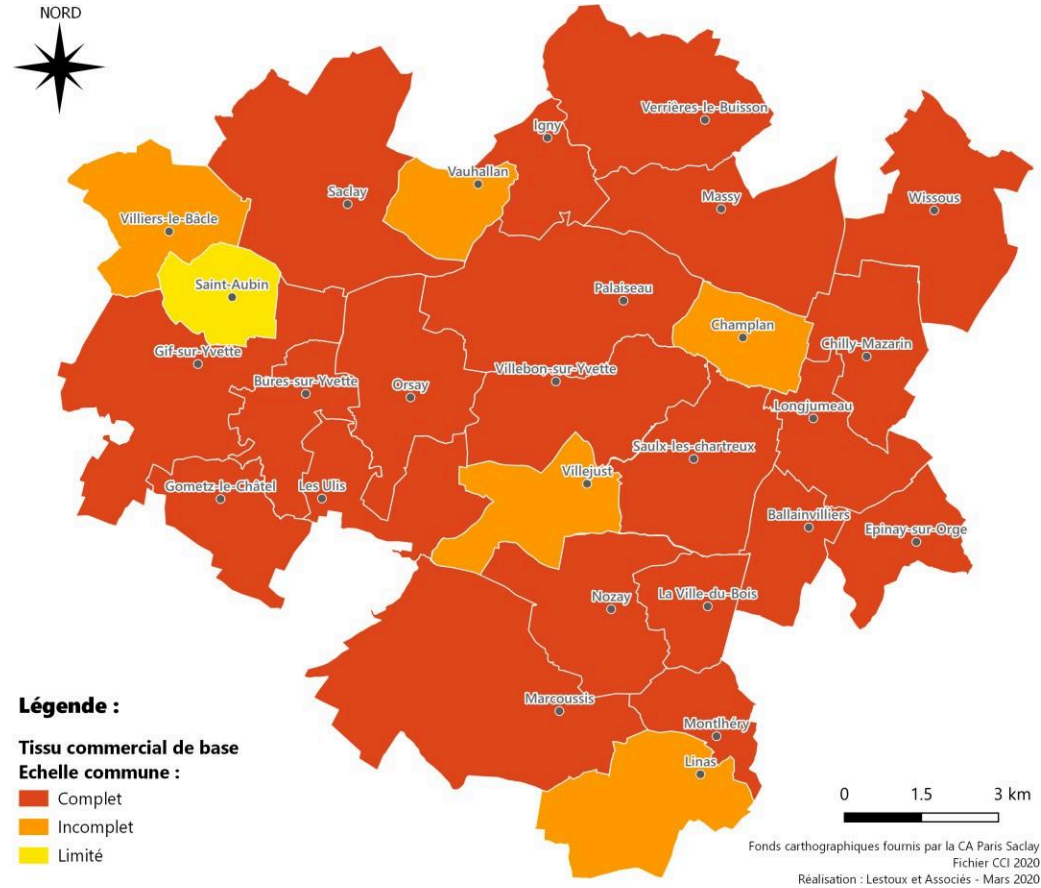 NORD
Verrières-le-Buisson
Igny
Vauhallan
Saclay
Massy
Wissous
Villiers-le-Bâcle
Saint-Aubin
Palaiseau
Champlan
Chilly-Mazarin
Gif-sur-Yvette
Bures-sur-Yvette
Orsay
Villebon-sur-Yvette
Longjumeau
Saulx-les-chartreux
Gometz-le-Châtel
Les Ulis
Villejust
Ballainvilliers
Epinay-sur-Orge
Nozay
La Ville-du-Bois
Marcoussis
Montlhéry
Linas
Légende :
Tissu commercial de base
Echelle commune :
Complet
Incomplet
Limité
0 1.5 3 km
Fonds cartographiques fournis par la CA Paris Saclay
Fichier CCI 2020
Réalisation : Lestoux et Associés - Mars 2020